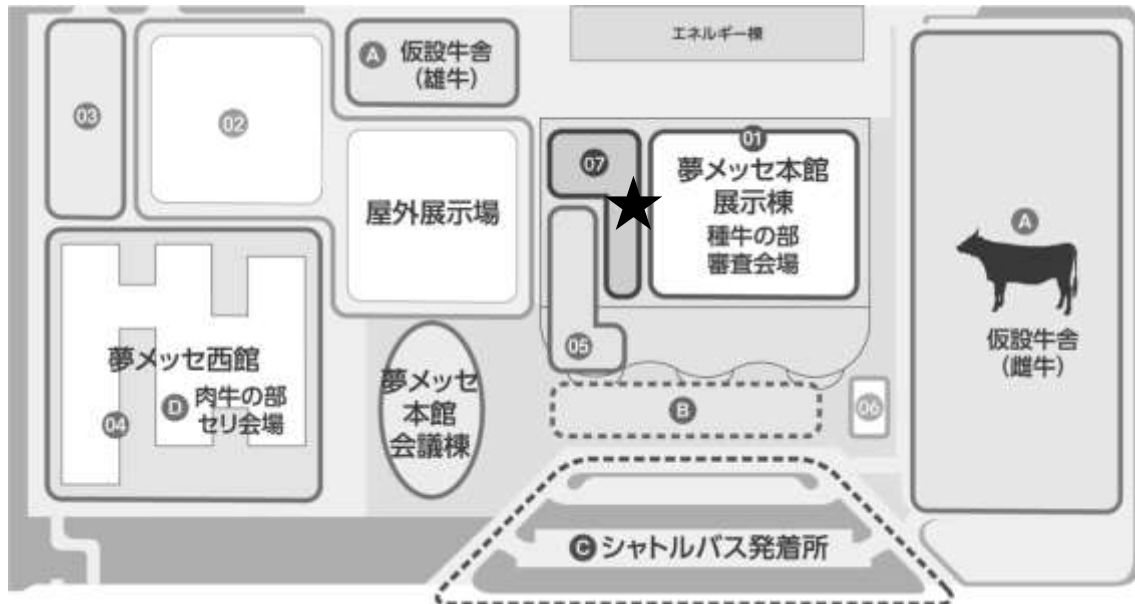 A 仮設牛舎
(雄牛)
エネルギー棟
03
02
07
01
夢メッセ本館
展示棟
種牛の部
審査会場
屋外展示場
A
仮設牛舎
(雌牛)
05
夢メッセ西館
D 肉牛の部
セリ会場
04
夢メッセ
本館
会議棟
B
06
C シャトルバス発着所